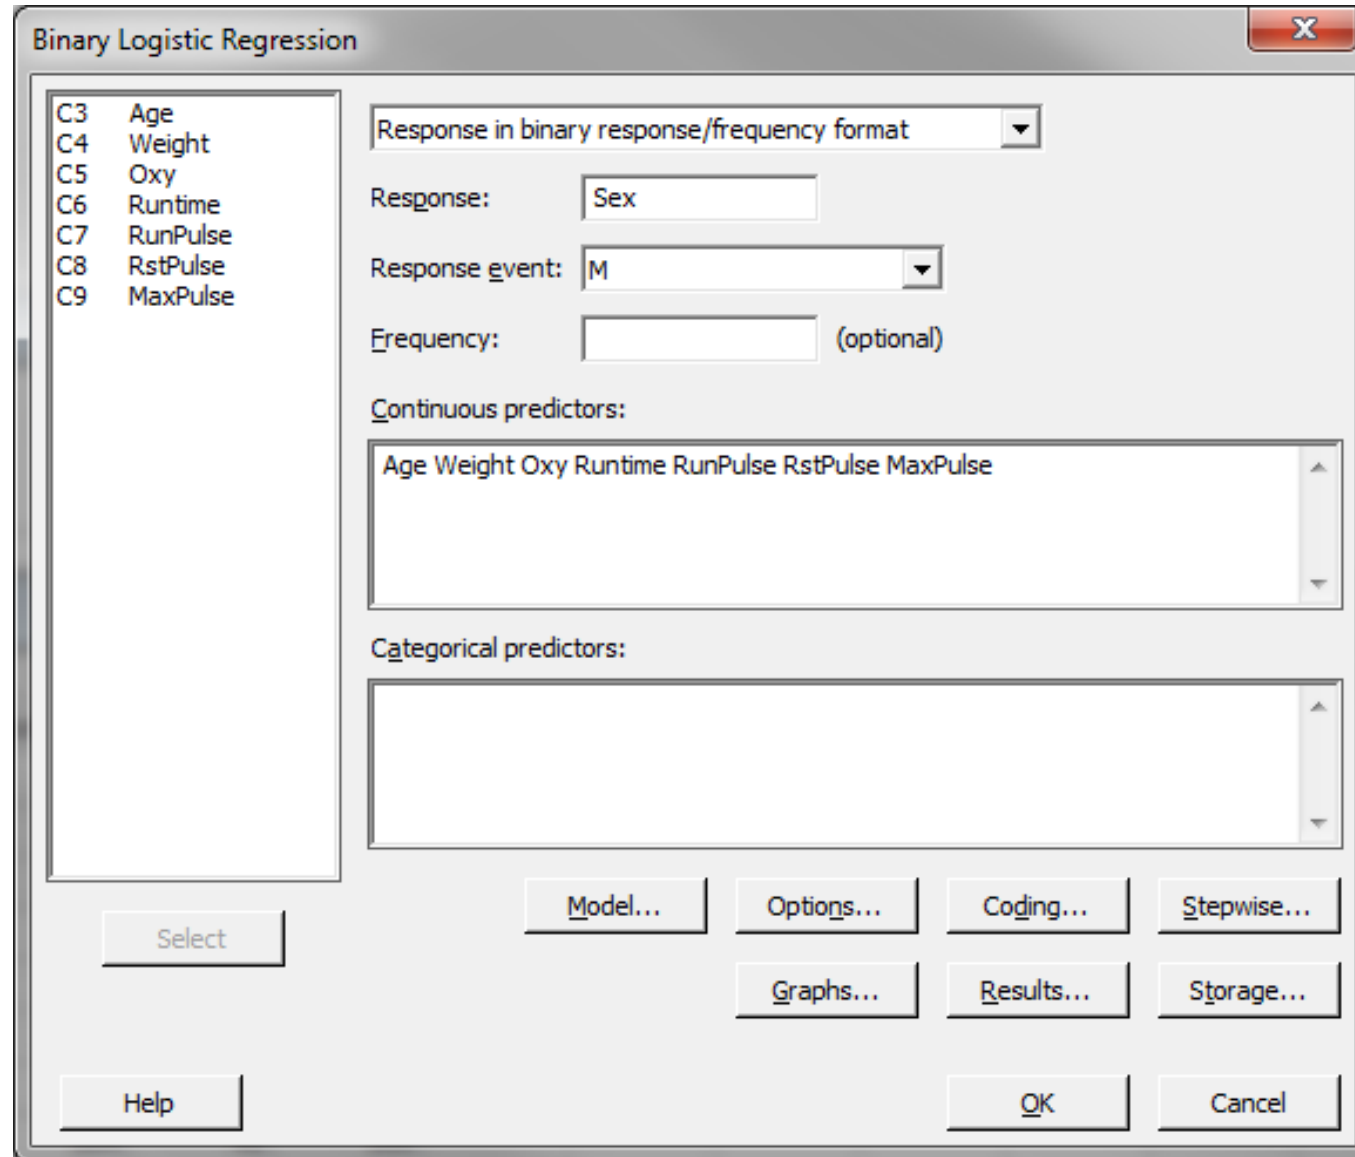 Binary Logistic Regression
C3 Age
C4 Weight
C5 Oxy
C6 Runtime
C7 RunPulse
C8 RstPulse
C9 MaxPulse
Response in binary response/frequency format
Response: Sex
Response event: M
Frequency: (optional)
Continuous predictors:
Age Weight Oxy Runtime RunPulse RstPulse MaxPulse
Categorical predictors:
Model... Options... Coding... Stepwise...
Select
Graphs... Results... Storage...
Help OK Cancel